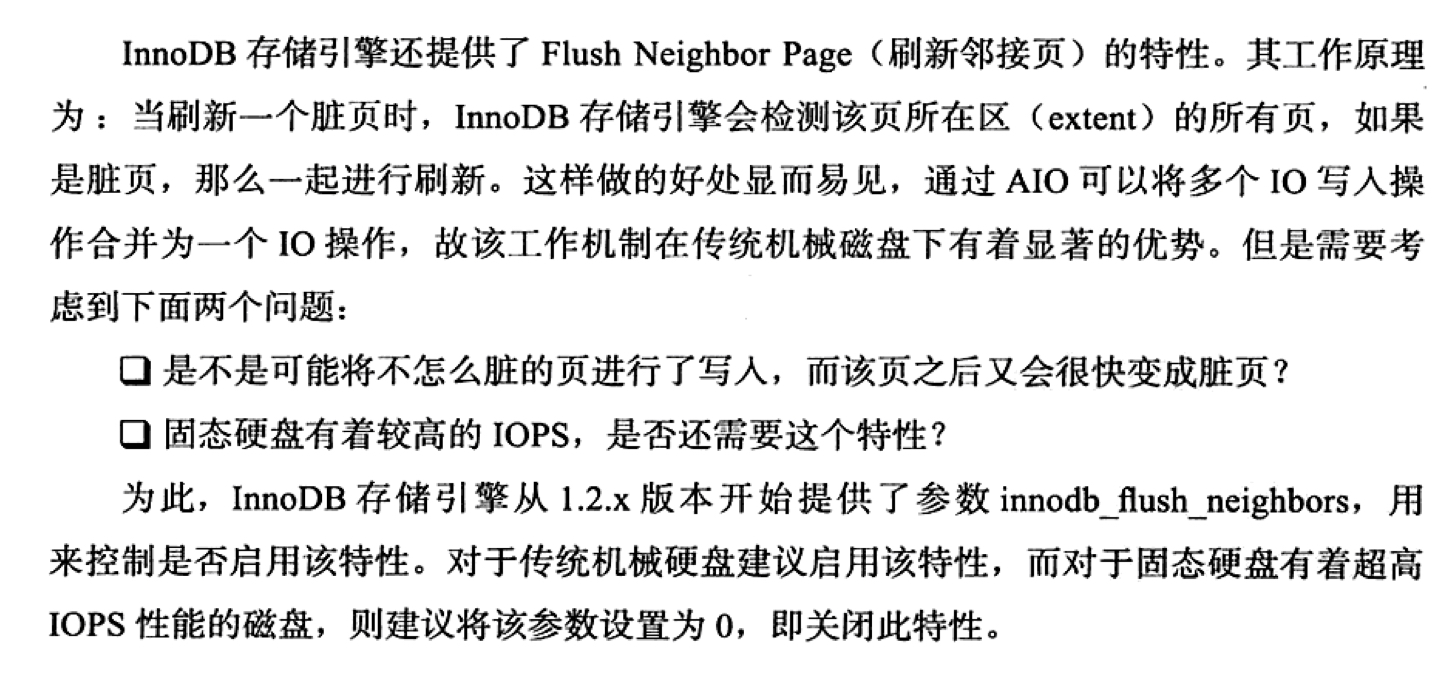 InnoDB 存储引擎还提供了 Flush Neighbor Page（刷新邻接页）的特性。其工作原理
为：当刷新一个脏页时，InnoDB 存储引擎会检测该页所在区（extent）的所有页，如果
是脏页，那么一起进行刷新。这样做的好处显而易见，通过 AIO 可以将多个 IO 写入操
作合并为一个 IO 操作，故该工作机制在传统机械磁盘下有着显著的优势。但是需要考
虑到下面两个问题：
❑ 是不是可能将不怎么脏的页进行了写入，而该页之后又会很快变成脏页？
❑ 固态硬盘有着较高的 IOPS，是否还需要这个特性？
为此，InnoDB 存储引擎从 1.2.x 版本开始提供了参数 innodb_flush_neighbors，用
来控制是否启用该特性。对于传统机械硬盘建议启用该特性，而对于固态硬盘有着超高
IOPS 性能的磁盘，则建议将该参数设置为 0，即关闭此特性。